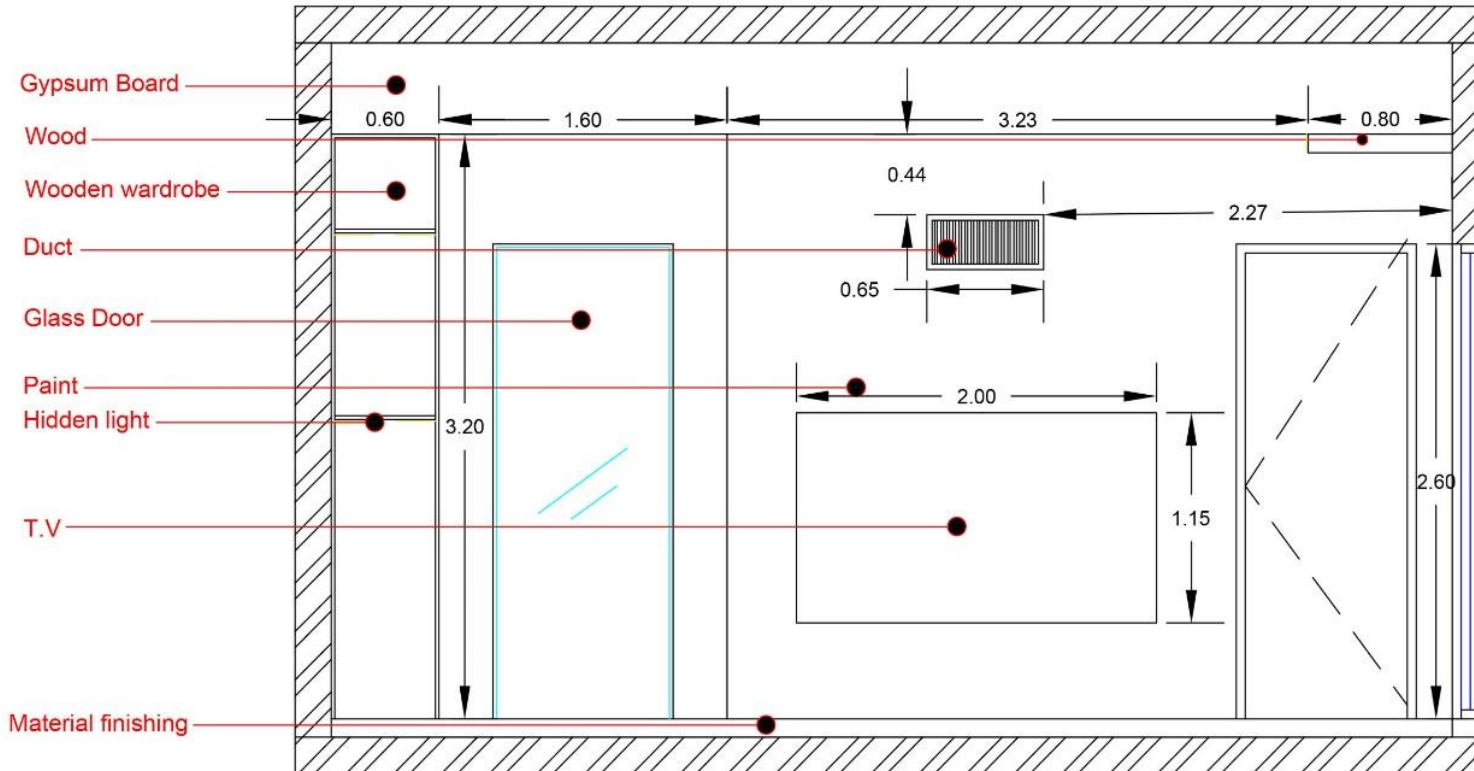 Gypsum Board
0.60
1.60
3.23
0.80
Wood
0.44
Wooden wardrobe
2.27
Duct
0.65
Glass Door
Paint
2.00
Hidden light
3.20
2.60
1.15
T.V
Material finishing